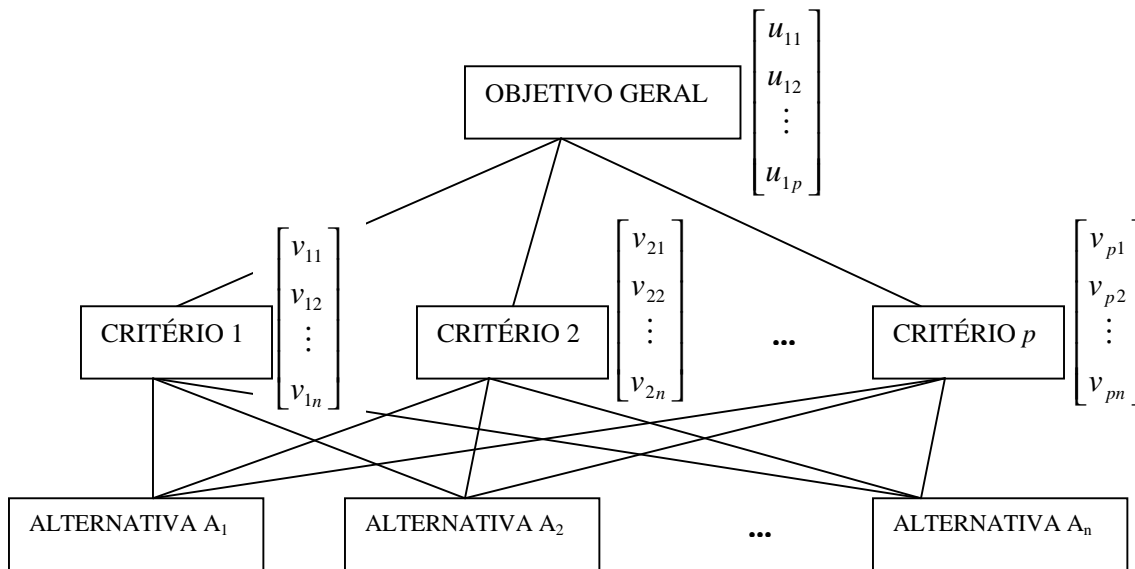 OBJETIVO GERAL
u₁₁
u₁₂
⋮
u₁ₚ
CRITÉRIO 1
v₁₁
v₁₂
⋮
v₁ₙ
CRITÉRIO 2
v₂₁
v₂₂
⋮
v₂ₙ
...
CRITÉRIO p
vₚ₁
vₚ₂
⋮
vₚₙ
ALTERNATIVA A₁
ALTERNATIVA A₂
...
ALTERNATIVA Aₙ